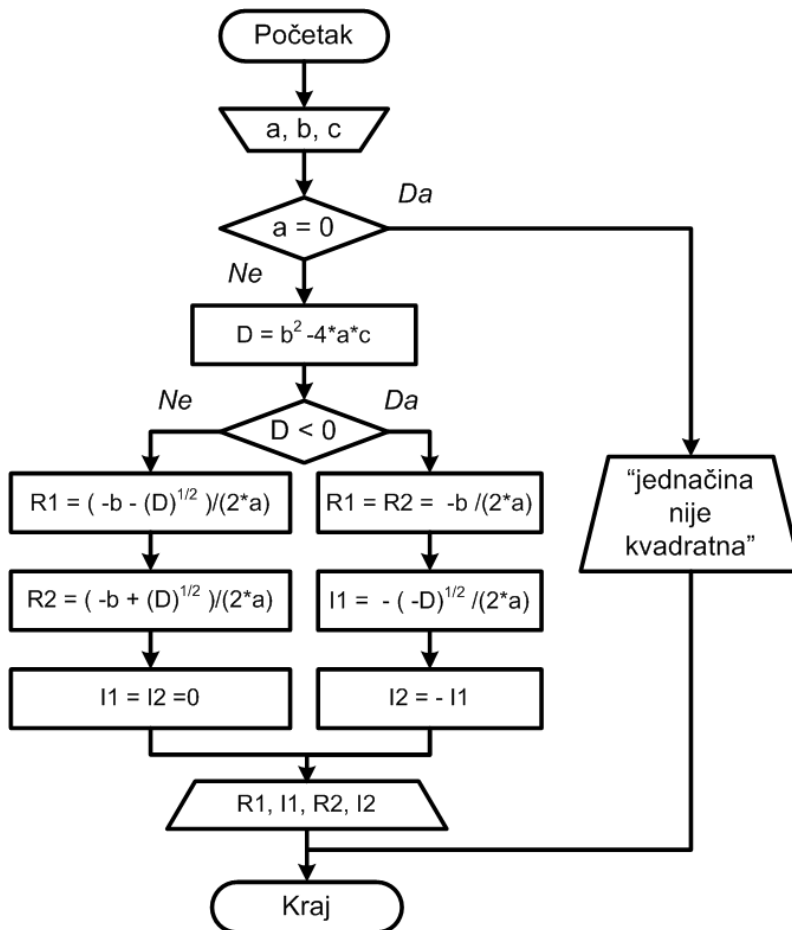 Početak
a, b, c
Da
a = 0
Ne
D = b² -4*a*c
Ne
Da
D < 0
R1 = ( -b - (D)^1/2 )/(2*a)
R1 = R2 = -b /(2*a)
"jednačina
nije
kvadratna"
R2 = ( -b + (D)^1/2 )/(2*a)
I1 = - ( -D)^1/2 /(2*a)
I1 = I2 =0
I2 = - I1
R1, I1, R2, I2
Kraj